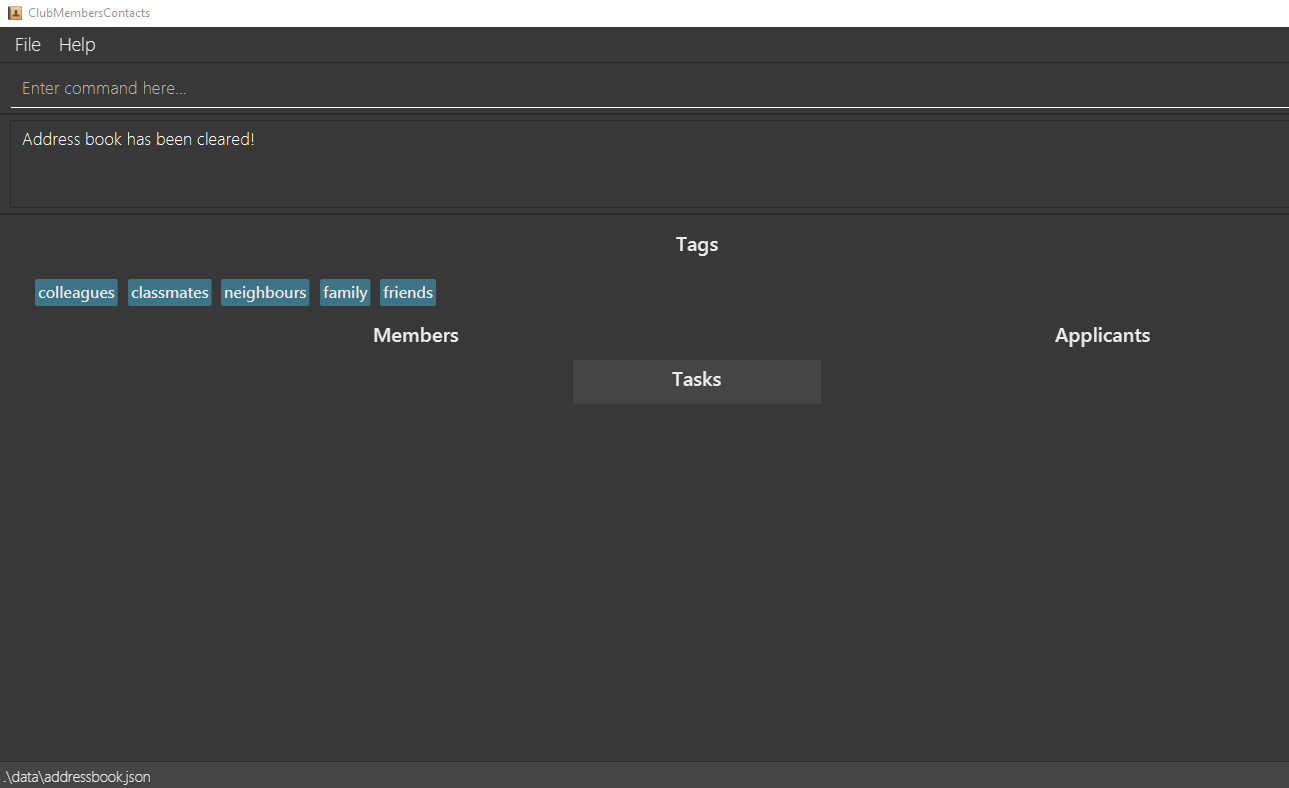 ClubMembersContacts
File Help
Enter command here...
Address book has been cleared!
Tags
colleagues classmates neighbours family friends
Members Applicants
Tasks
.\data\addressbook.json